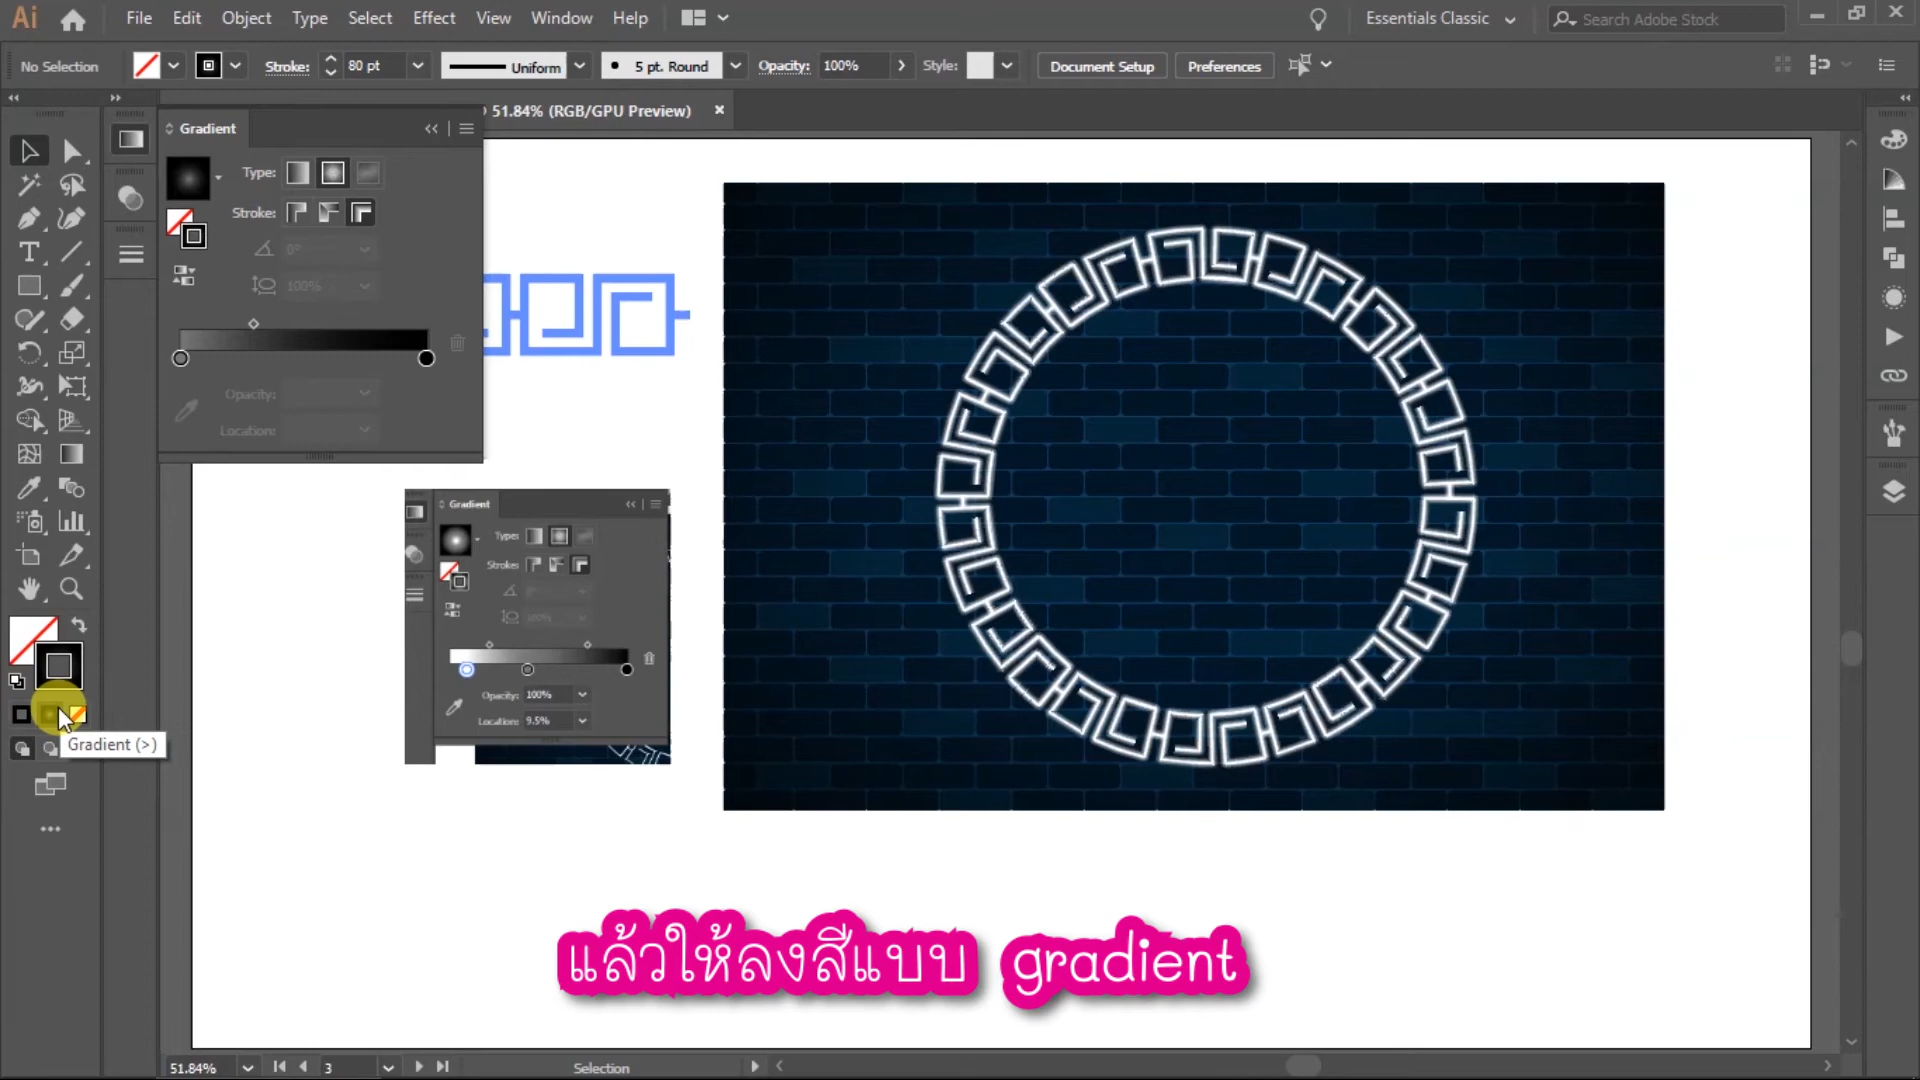 Ai File Edit Object Type Select Effect View Window Help Essentials Classic Search Adobe Stock
No Selection Stroke: 80 pt Uniform 5 pt. Round Opacity: 100% Style: Document Setup Preferences
51.84% (RGB/GPU Preview)
Gradient
Type:
Stroke:
0°
100%
Opacity:
Location:
Gradient
Type:
Stroke:
100%
Opacity: 100%
Location: 9.5%
Gradient (>)
แล้วให้ลงสีแบบ gradient
51.84% 3 Selection